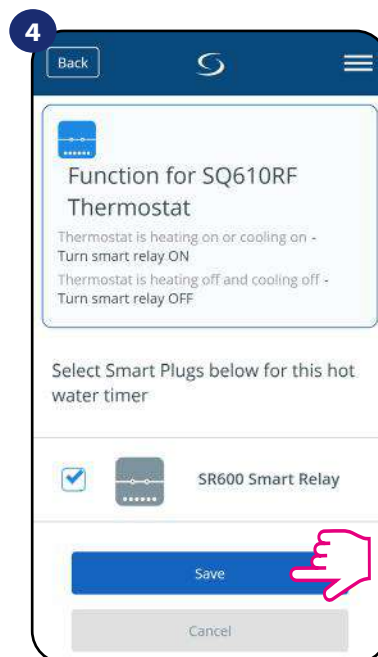 4
Back
Function for SQ610RF
Thermostat
Thermostat is heating on or cooling on -
Turn smart relay ON
Thermostat is heating off and cooling off -
Turn smart relay OFF
Select Smart Plugs below for this hot
water timer
SR600 Smart Relay
Save
Cancel